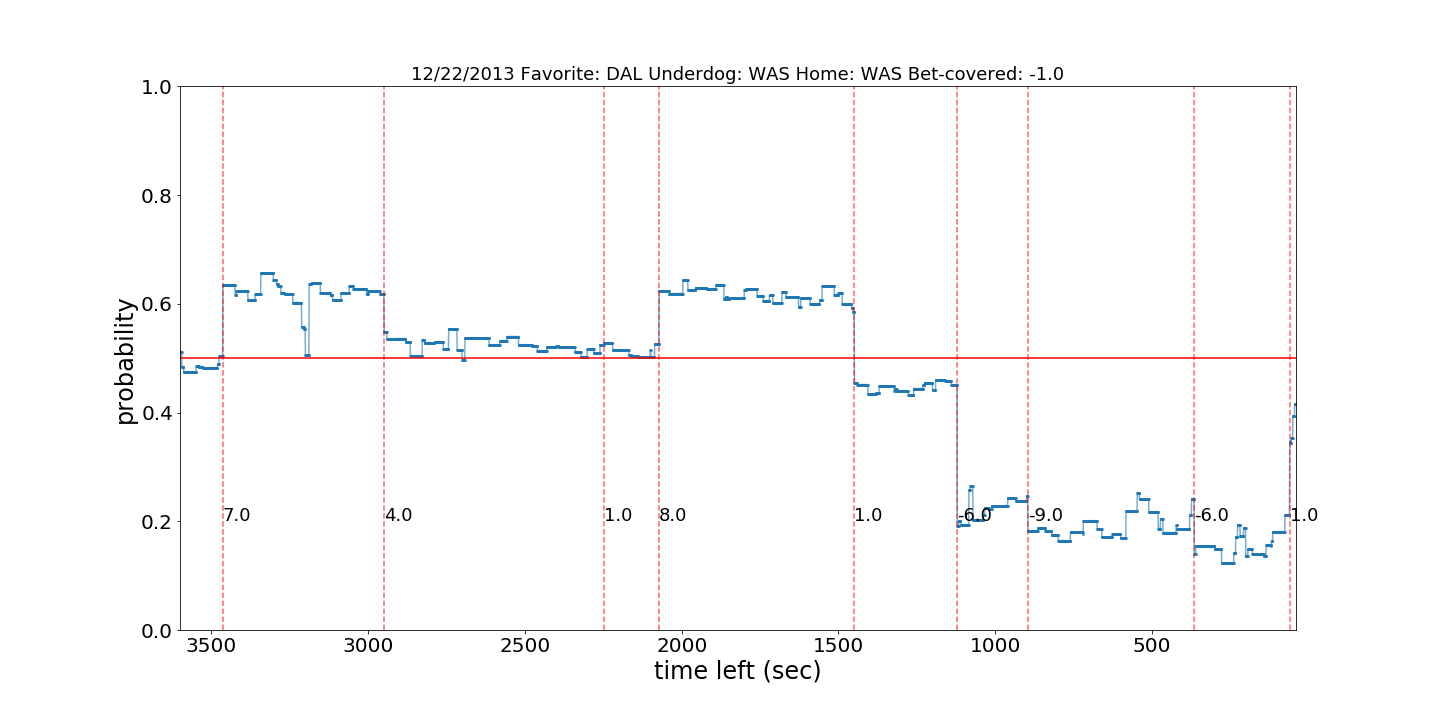 12/22/2013 Favorite: DAL Underdog: WAS Home: WAS Bet-covered: -1.0
1.0
0.8
0.6
0.4
0.2
0.0
probability
7.0 4.0 1.0 8.0 1.0 -6.0 -9.0 -6.0 1.0
3500 3000 2500 2000 1500 1000 500
time left (sec)